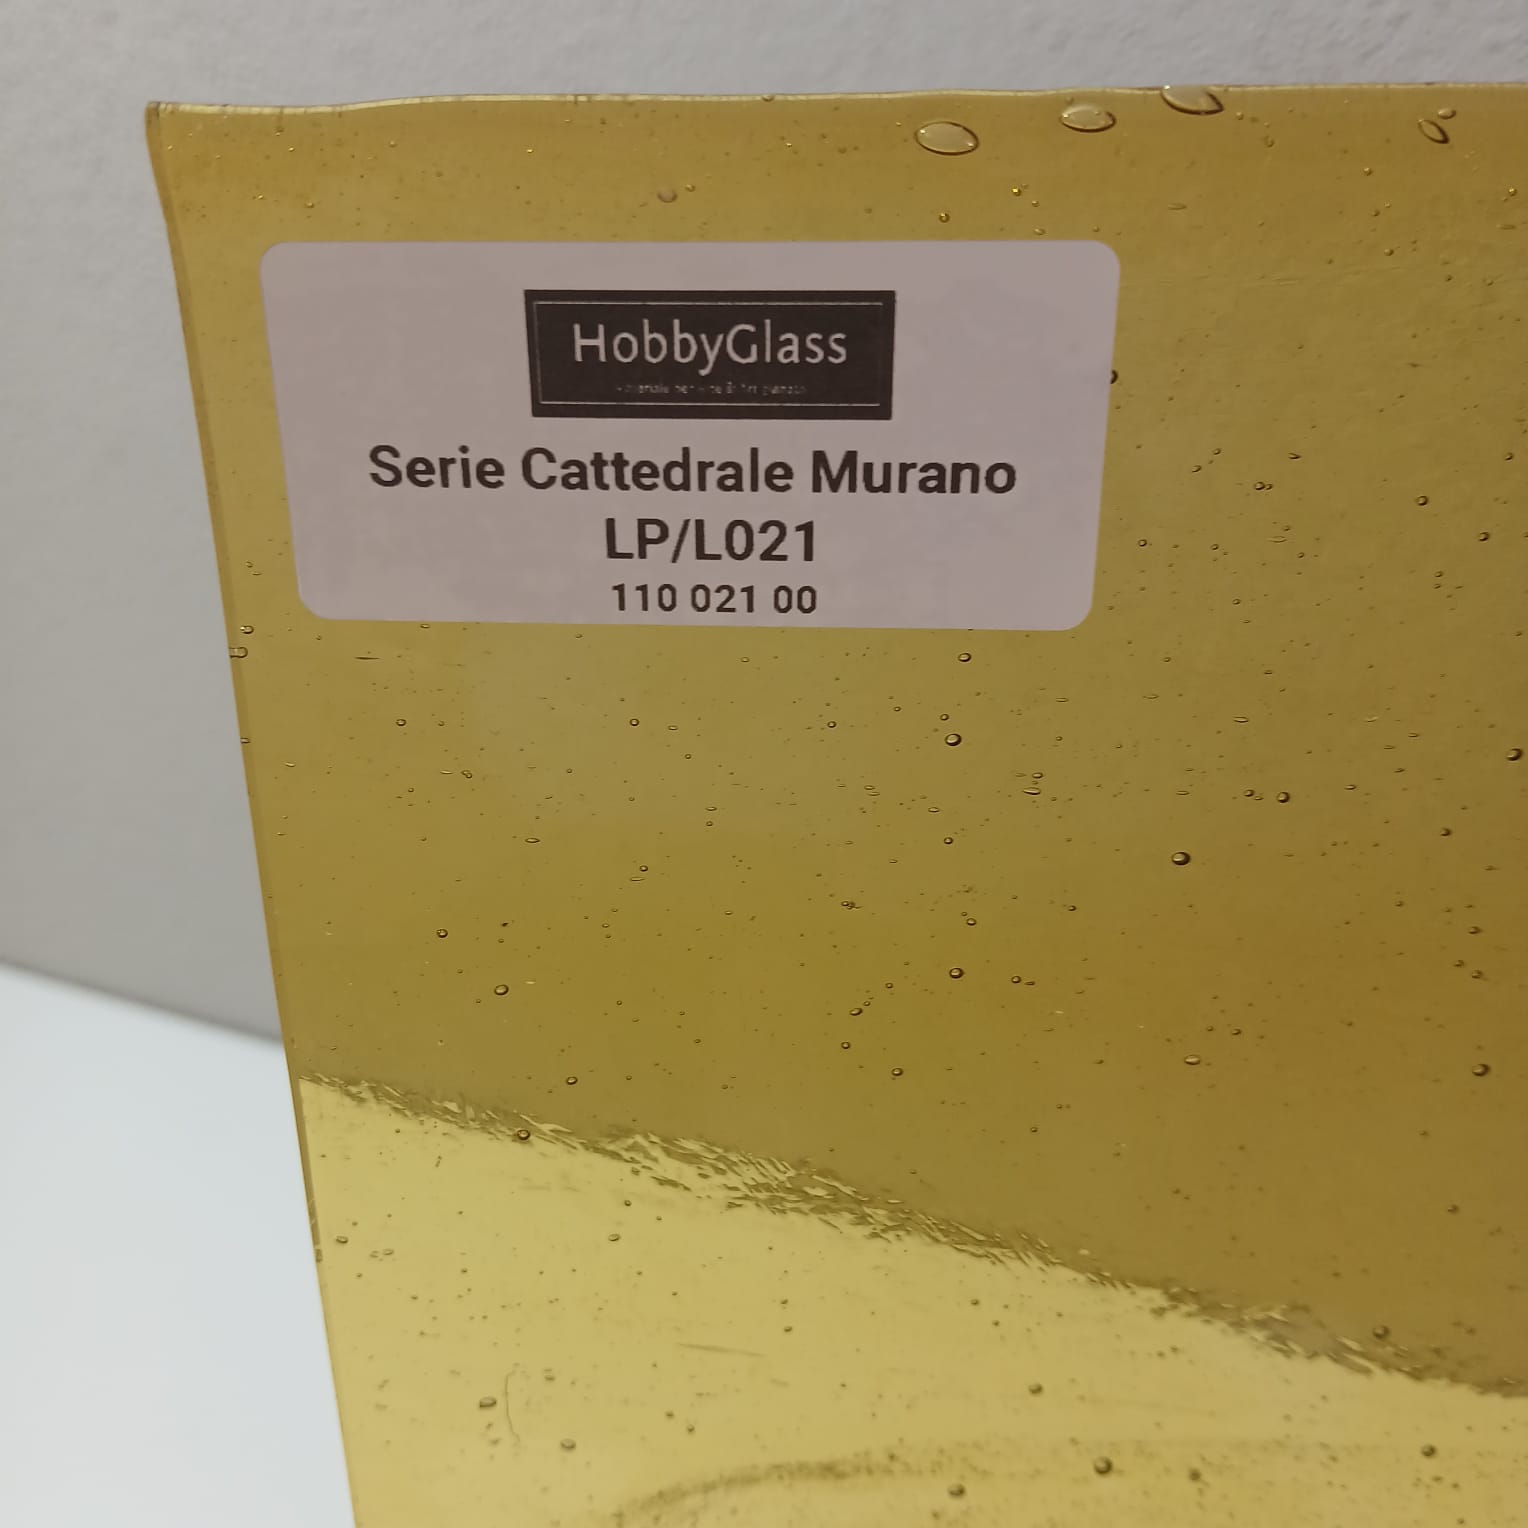 HobbyGlass
Serie Cattedrale Murano
LP/L021
110 021 00